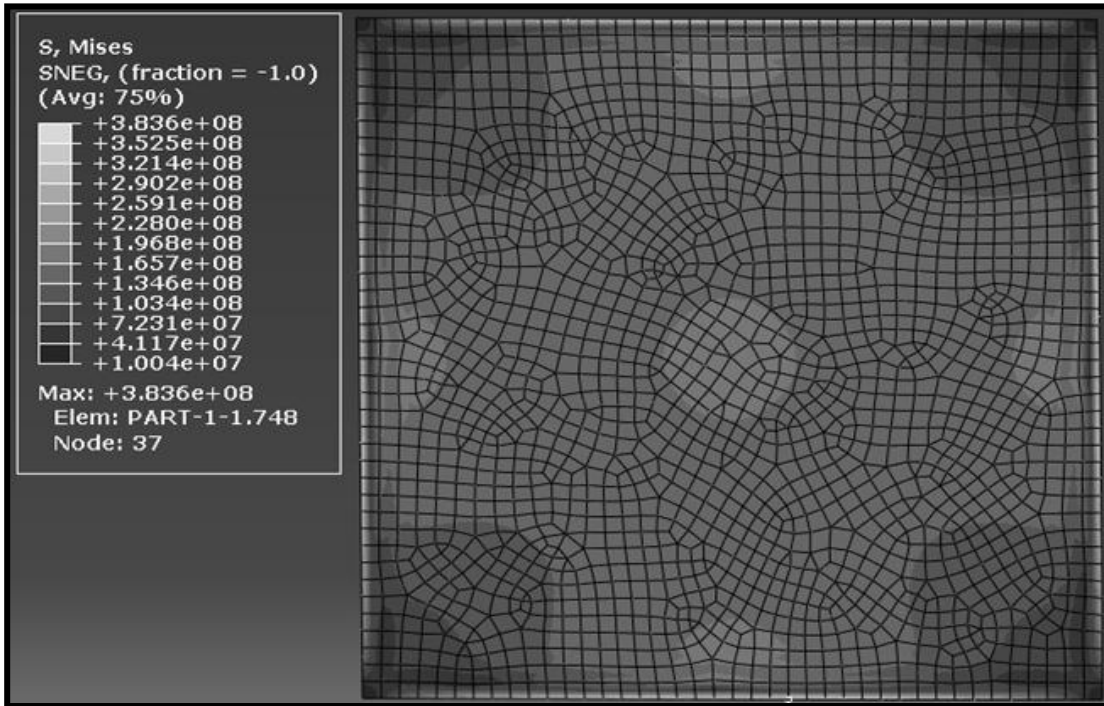 S, Mises
SNEG, (fraction = -1.0)
(Avg: 75%)
+3.836e+08
+3.525e+08
+3.214e+08
+2.902e+08
+2.591e+08
+2.280e+08
+1.968e+08
+1.657e+08
+1.346e+08
+1.034e+08
+7.231e+07
+4.117e+07
+1.004e+07
Max: +3.836e+08
Elem: PART-1-1.748
Node: 37